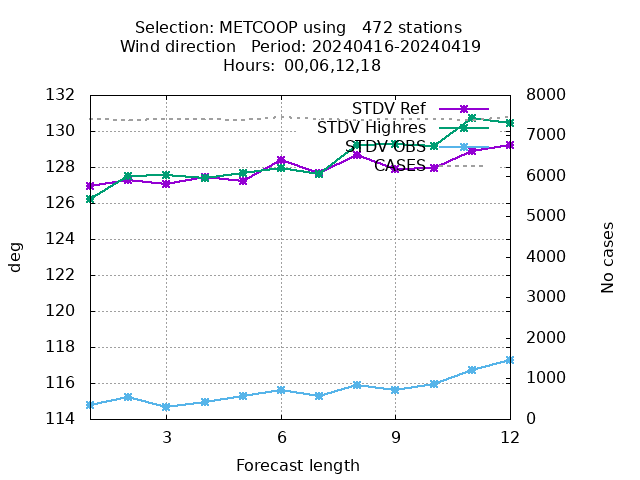 Selection: METCOOP using   472 stations
Wind direction   Period: 20240416-20240419
Hours:  00,06,12,18
132
130
128
126
124
122
120
118
116
114
deg
STDV Ref
STDV Highres
STDV OBS
CASES
8000
7000
6000
5000
4000
3000
2000
1000
0
No cases
3 6 9 12
Forecast length